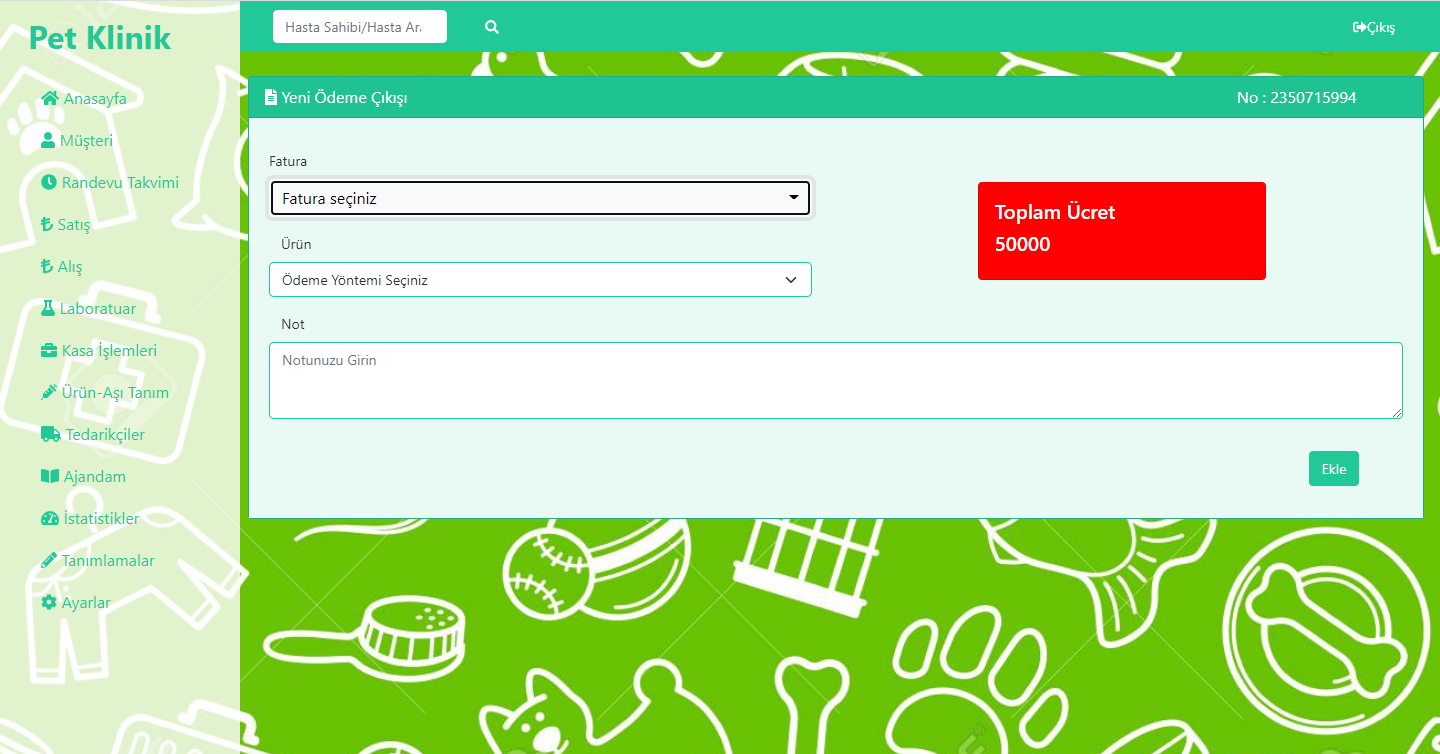 Pet Klinik
Anasayfa
Müşteri
Randevu Takvimi
Satış
Alış
Laboratuar
Kasa İşlemleri
Ürün-Aşı Tanım
Tedarikçiler
Ajandam
İstatistikler
Tanımlamalar
Ayarlar
Hasta Sahibi/Hasta Ara
Çıkış
Yeni Ödeme Çıkışı
No : 2350715994
Fatura
Fatura seçiniz
Toplam Ücret
50000
Ürün
Ödeme Yöntemi Seçiniz
Not
Notunuzu Girin
Ekle